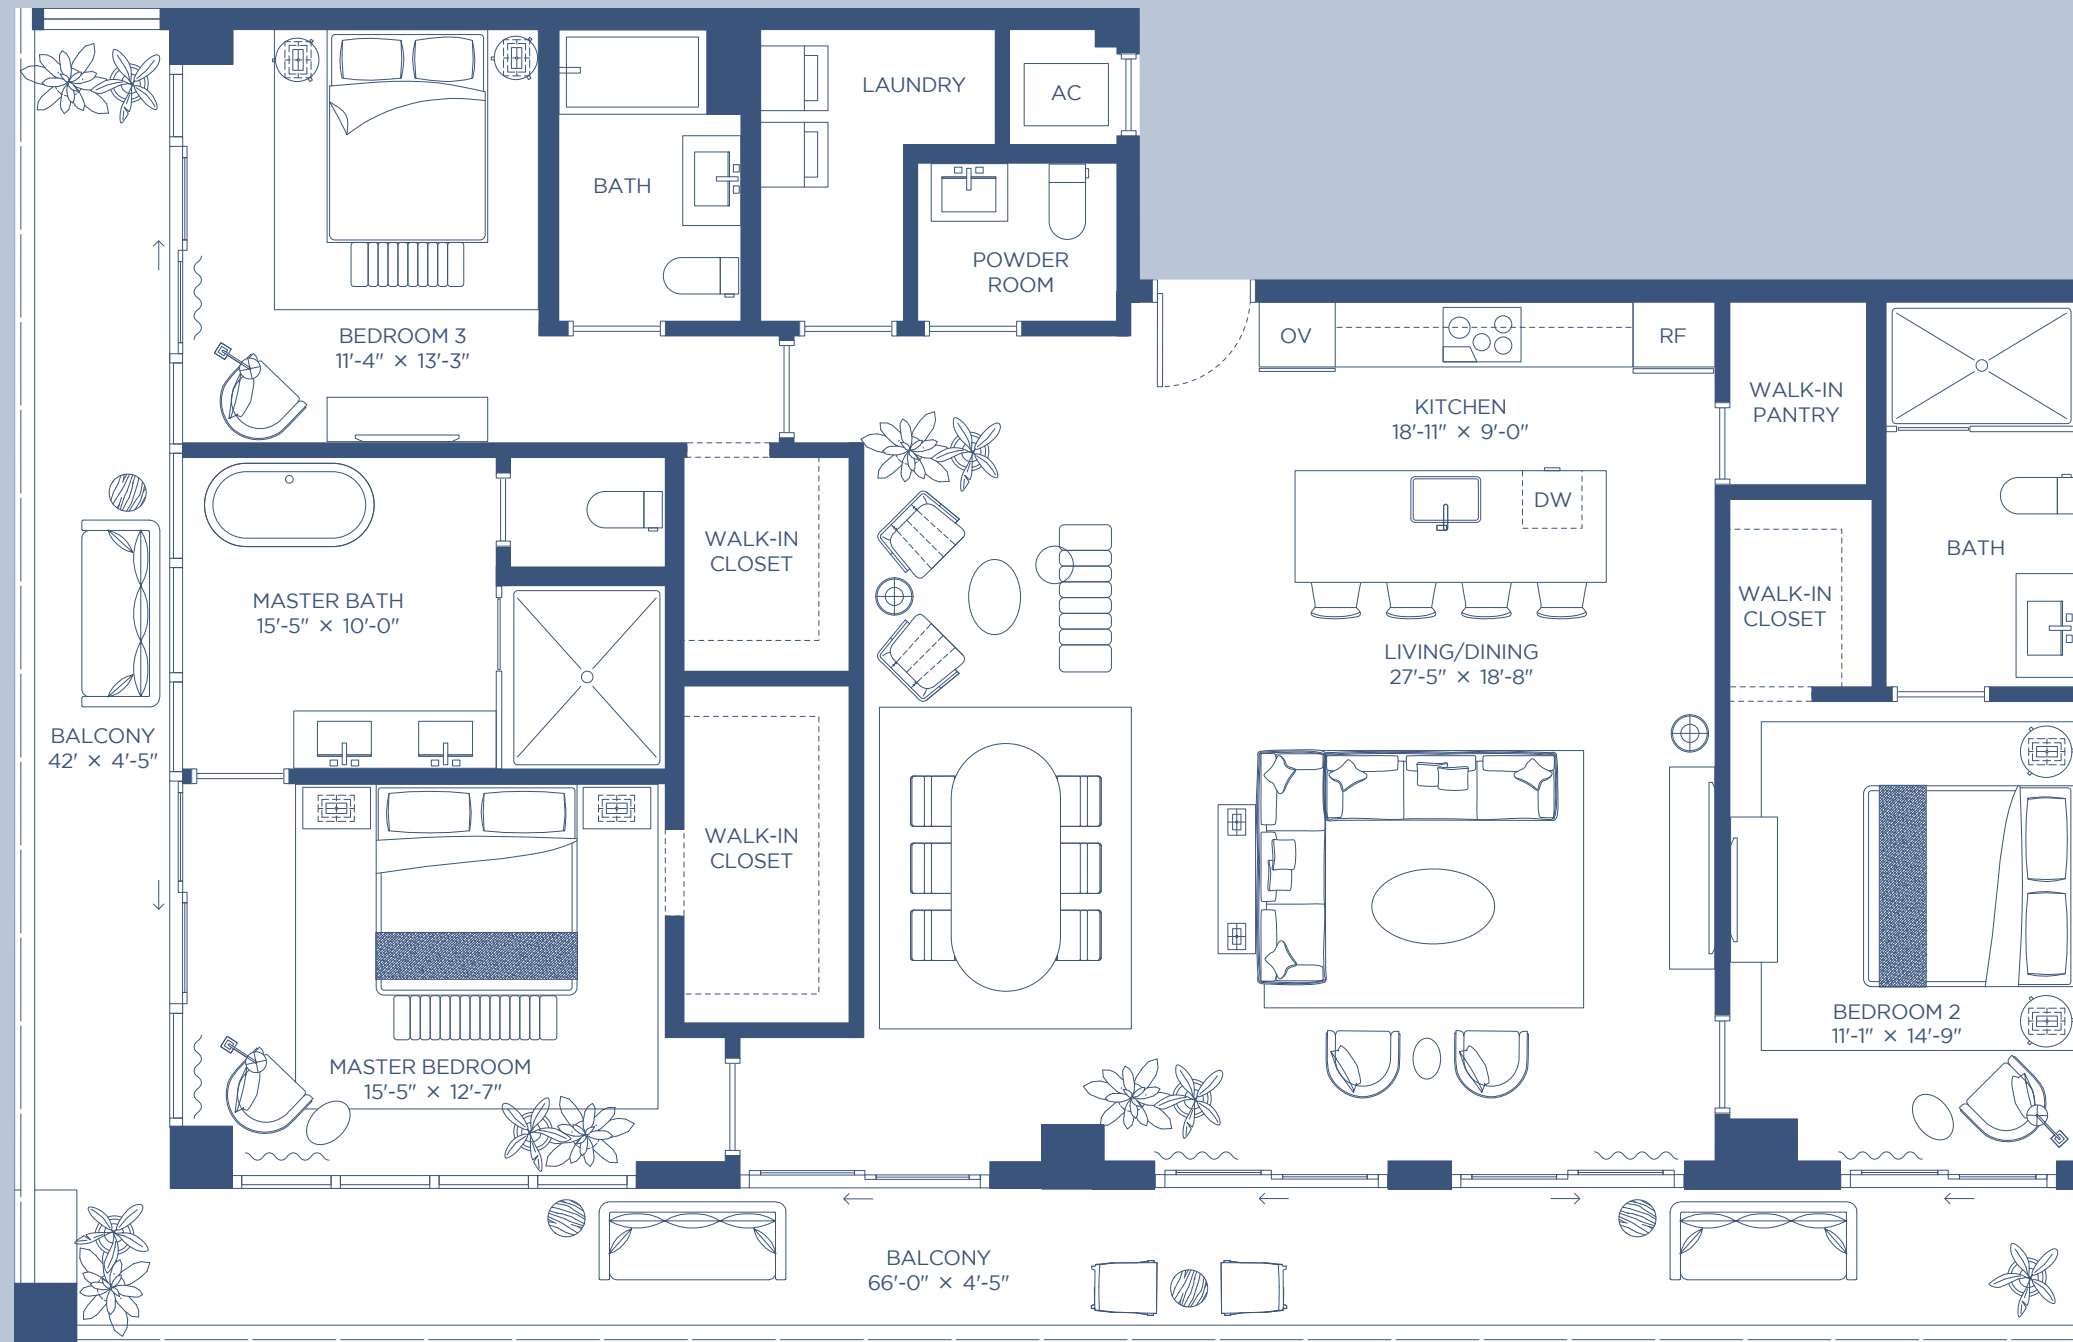 LAUNDRY
AC
BATH
POWDER
ROOM
BEDROOM 3
11'-4" × 13'-3"
OV
RF
KITCHEN
18'-11" × 9'-0"
WALK-IN
PANTRY
DW
WALK-IN
CLOSET
BATH
MASTER BATH
15'-5" × 10'-0"
WALK-IN
CLOSET
LIVING/DINING
27'-5" × 18'-8"
BALCONY
42' × 4'-5"
WALK-IN
CLOSET
BEDROOM 2
11'-1" × 14'-9"
MASTER BEDROOM
15'-5" × 12'-7"
BALCONY
66'-0" × 4'-5"